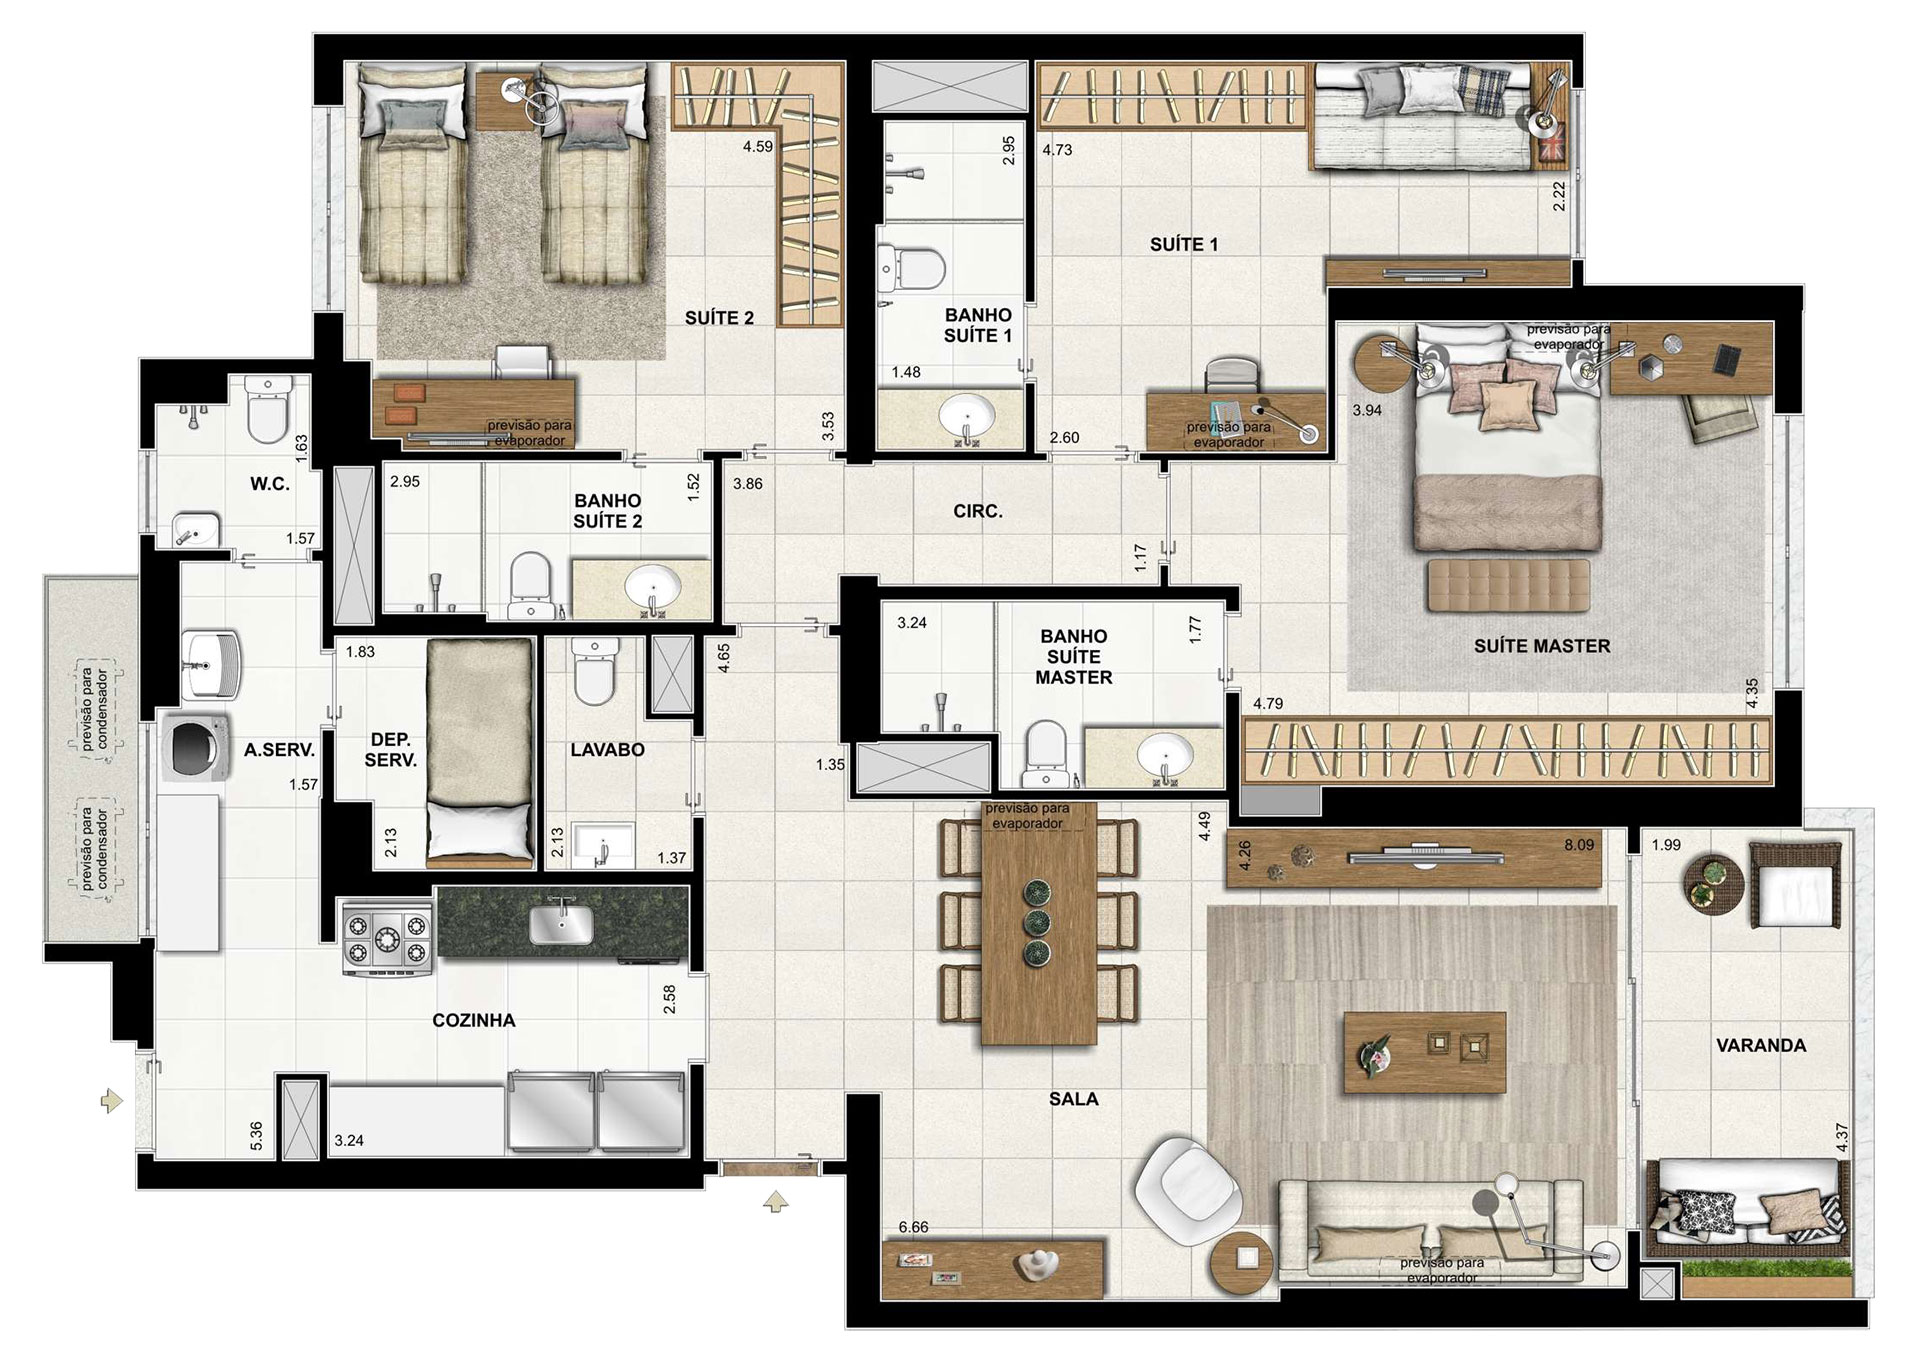 4.59
SUÍTE 2
previsão para
evaporador
3.53
2.95
BANHO
SUÍTE 1
1.48
4.73
2.22
SUÍTE 1
previsão para
evaporador
2.60
previsão para
evaporador
3.94
SUÍTE MASTER
4.79
4.35
1.63
W.C.
1.57
2.95
BANHO
SUÍTE 2
1.52
3.86
CIRC.
1.17
3.24
BANHO
SUÍTE
MASTER
1.77
previsão para
condensador
previsão para
condensador
A.SERV.
1.57
1.83
DEP.
SERV.
2.13
LAVABO
2.13
1.37
4.65
1.35
previsão para
evaporador
4.49
4.26
8.09
1.99
VARANDA
4.37
COZINHA
2.58
5.36
3.24
SALA
6.66
previsão para
evaporador